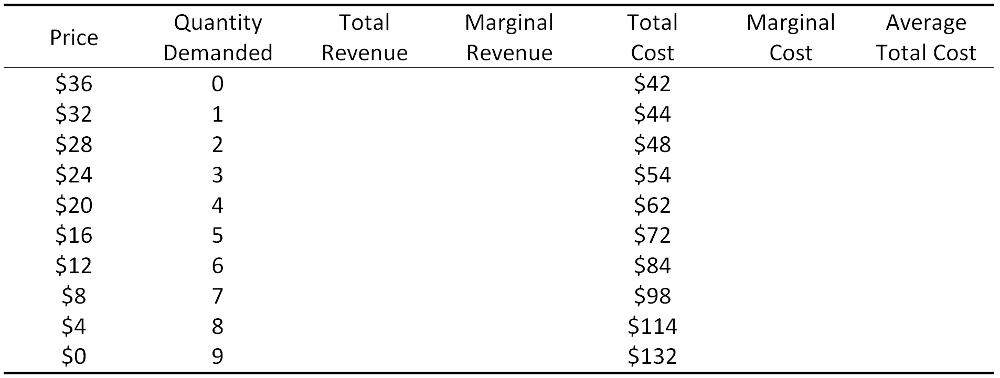 Price Quantity Demanded Total Revenue Marginal Revenue Total Cost Marginal Cost Average Total Cost
$36 0 $42
$32 1 $44
$28 2 $48
$24 3 $54
$20 4 $62
$16 5 $72
$12 6 $84
$8 7 $98
$4 8 $114
$0 9 $132